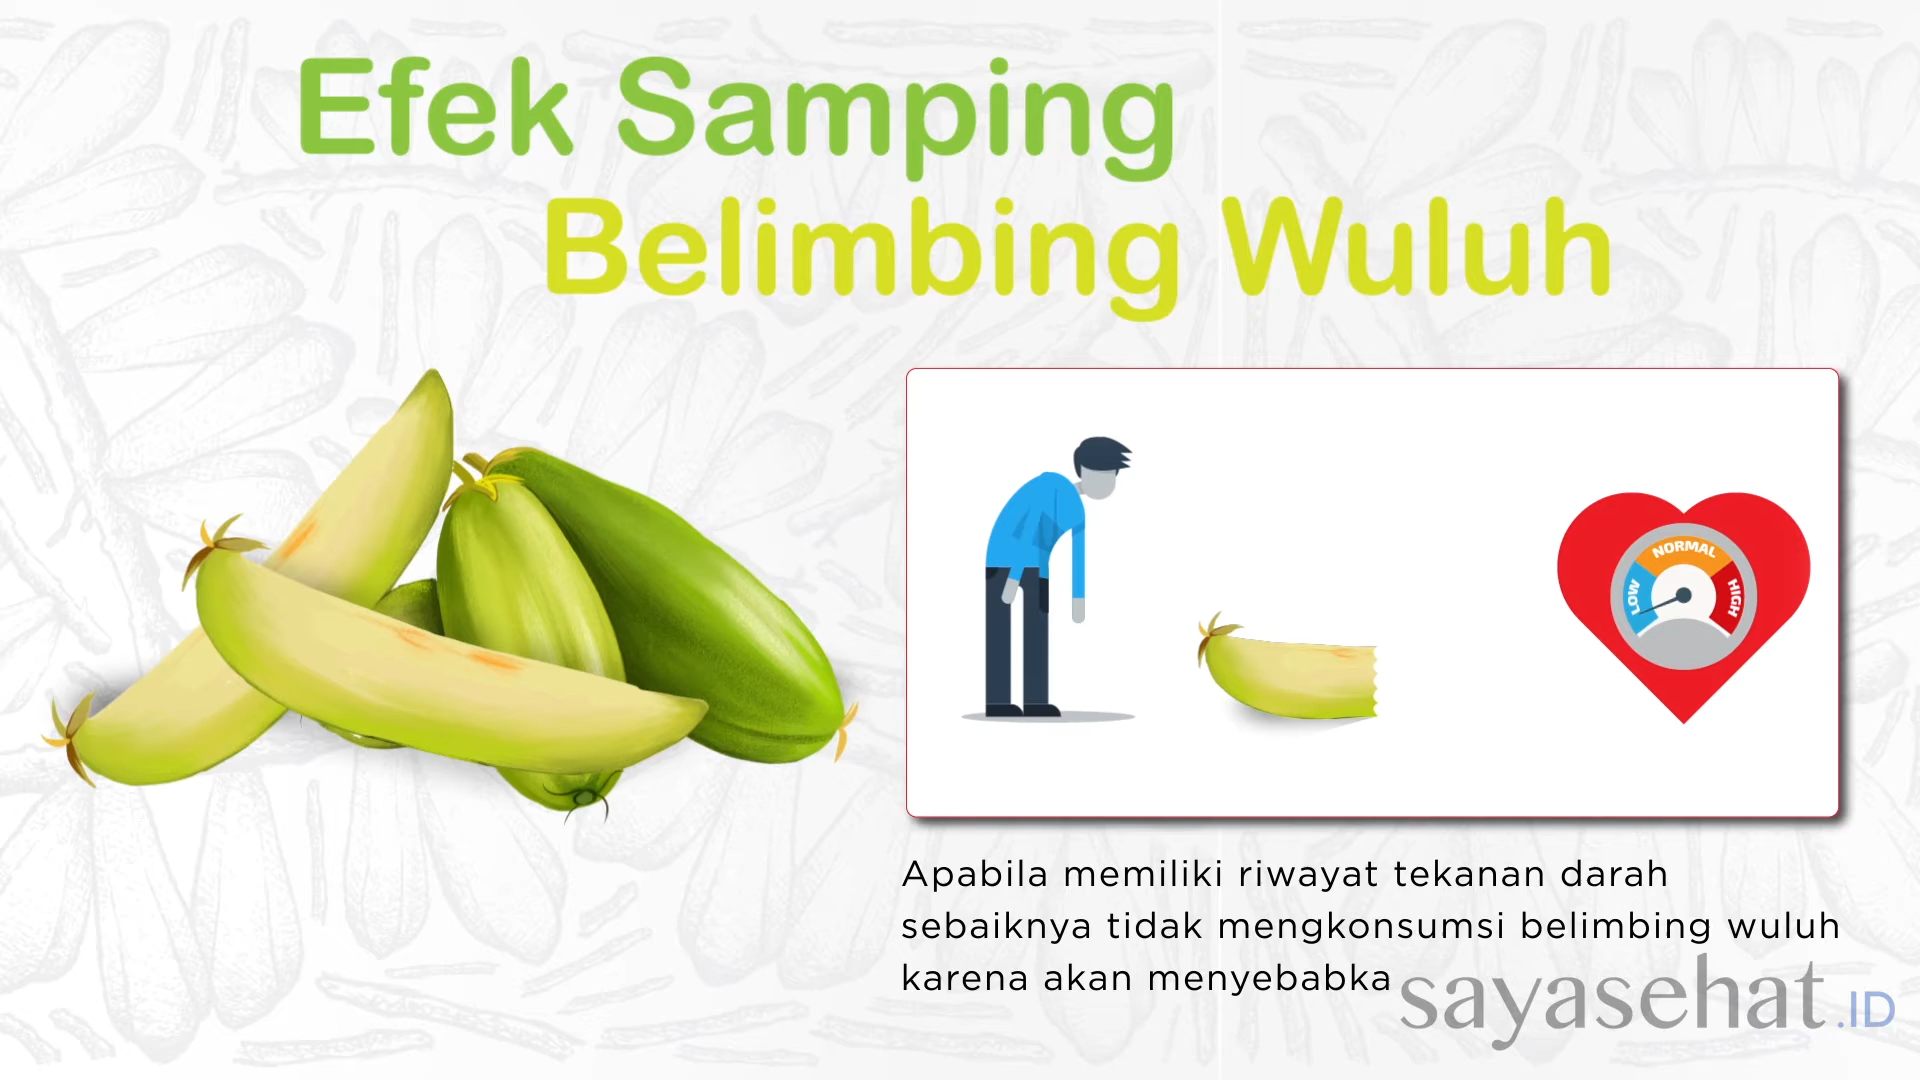 Efek Samping
Belimbing Wuluh
NORMAL
LOW
HIGH
Apabila memiliki riwayat tekanan darah
sebaiknya tidak mengkonsumsi belimbing wuluh
karena akan menyebabka
sayasehat.ID